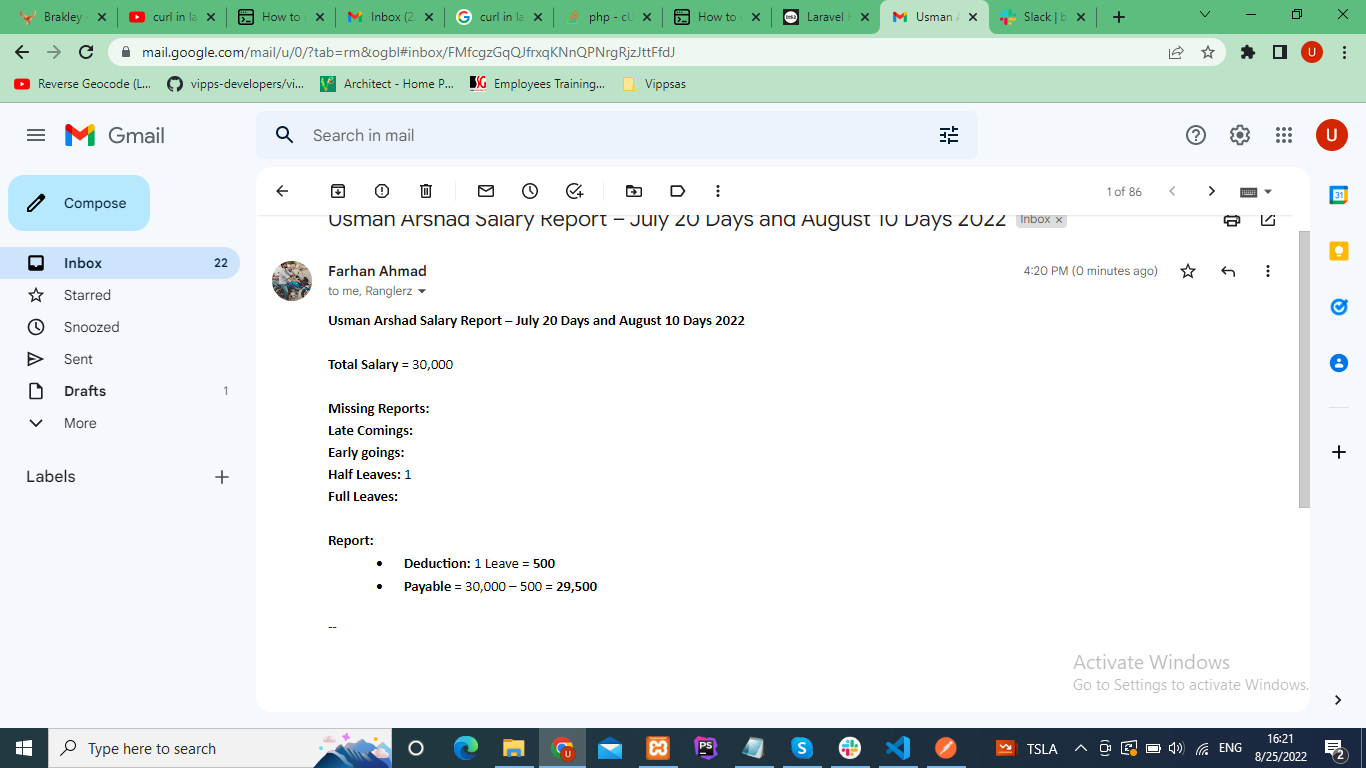 Brakley
curl in la
How to
Inbox (2
curl in la
php - cU
How to
Laravel
Usman A
Slack | b
mail.google.com/mail/u/0/?tab=rm&ogbl#inbox/FMfcgzGqQJfrxqKNnQPNrgRjzJttFfdJ
U
Reverse Geocode (L...
vipps-developers/vi...
Architect - Home P...
Employees Training...
Vippsas
Gmail
Search in mail
U
Compose
1 of 86
Usman Arshad Salary Report – July 20 Days and August 10 Days 2022
Inbox ×
Inbox 22
Starred
Snoozed
Sent
Drafts 1
More
Labels
31
Farhan Ahmad
4:20 PM (0 minutes ago)
to me, Ranglerz
Usman Arshad Salary Report – July 20 Days and August 10 Days 2022
Total Salary = 30,000
Missing Reports:
Late Comings:
Early goings:
Half Leaves: 1
Full Leaves:
Report:
• Deduction: 1 Leave = 500
• Payable = 30,000 – 500 = 29,500
--
Activate Windows
Go to Settings to activate Windows.
Type here to search
U
PS
S
TSLA
ENG
16:21
8/25/2022
2